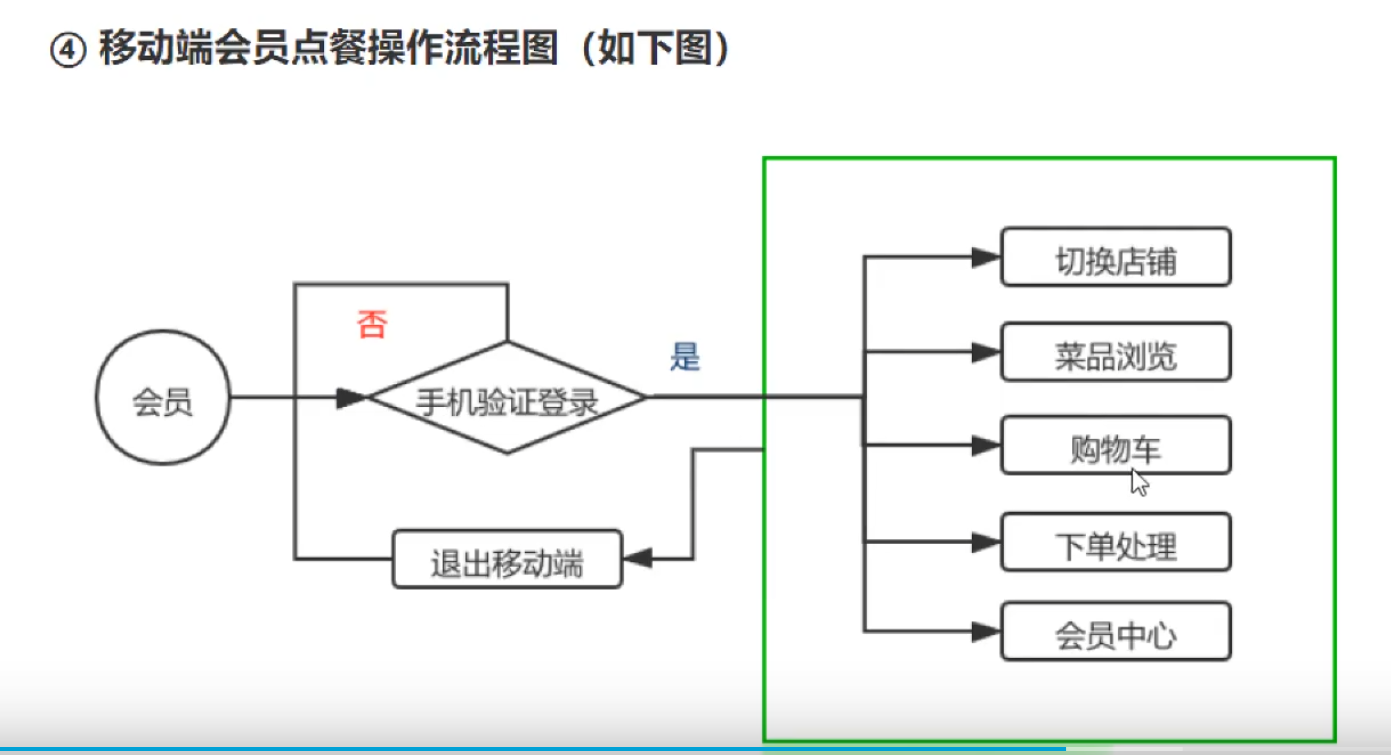 ④ 移动端会员点餐操作流程图（如下图）
切换店铺
否
是
菜品浏览
会员
手机验证登录
购物车
退出移动端
下单处理
会员中心